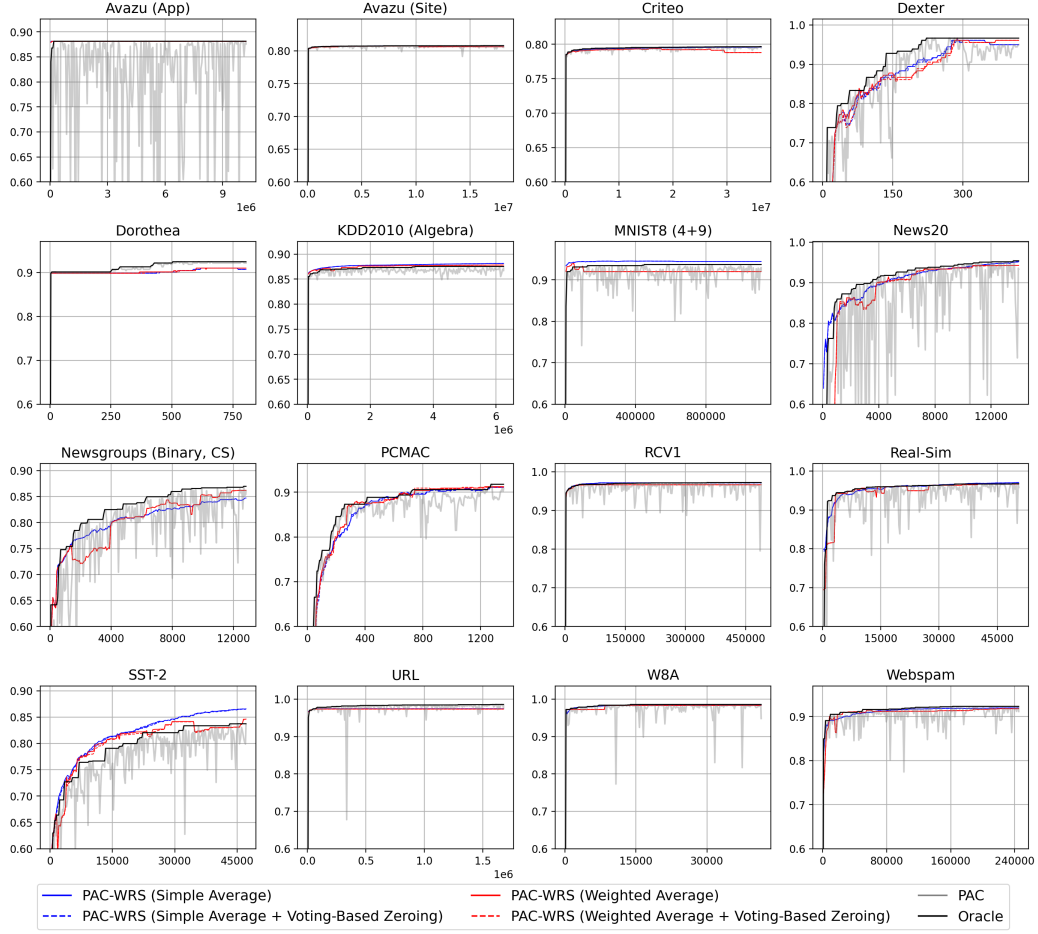 Avazu (App)
Avazu (Site)
Criteo
Dexter
0.90
0.85
0.80
0.75
0.70
0.65
0.60
0 3 6 9
1e6
0.80
0.75
0.70
0.65
0.60
0.0 0.5 1.0 1.5
1e7
0.80
0.75
0.70
0.65
0.60
0 1 2 3
1e7
1.0
0.9
0.8
0.7
0.6
0 150 300
Dorothea
KDD2010 (Algebra)
MNIST8 (4+9)
News20
0.9
0.8
0.7
0.6
0 250 500 750
0.90
0.85
0.80
0.75
0.70
0.65
0.60
0 2 4 6
1e6
0.9
0.8
0.7
0.6
0 400000 800000
1.0
0.9
0.8
0.7
0.6
0 4000 8000 12000
Newsgroups (Binary, CS)
PCMAC
RCV1
Real-Sim
0.90
0.85
0.80
0.75
0.70
0.65
0.60
0 4000 8000 12000
0.9
0.8
0.7
0.6
0 400 800 1200
1.0
0.9
0.8
0.7
0.6
0 150000 300000 450000
1.0
0.9
0.8
0.7
0.6
0 15000 30000 45000
SST-2
URL
W8A
Webspam
0.90
0.85
0.80
0.75
0.70
0.65
0.60
0 15000 30000 45000
1.0
0.9
0.8
0.7
0.6
0.0 0.5 1.0 1.5
1e6
1.0
0.9
0.8
0.7
0.6
0 15000 30000
0.9
0.8
0.7
0.6
0 80000 160000 240000
PAC-WRS (Simple Average)
PAC-WRS (Simple Average + Voting-Based Zeroing)
PAC-WRS (Weighted Average)
PAC-WRS (Weighted Average + Voting-Based Zeroing)
PAC
Oracle